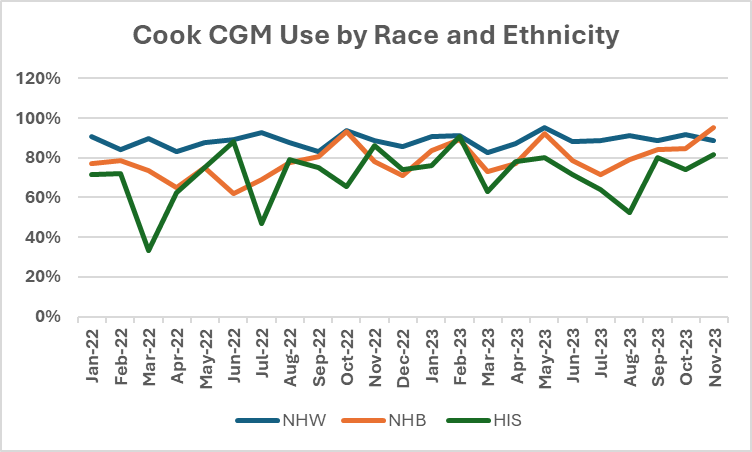 Cook CGM Use by Race and Ethnicity
120%
100%
80%
60%
40%
20%
0%
Jan-22
Feb-22
Mar-22
Apr-22
May-22
Jun-22
Jul-22
Aug-22
Sep-22
Oct-22
Nov-22
Dec-22
Jan-23
Feb-23
Mar-23
Apr-23
May-23
Jun-23
Jul-23
Aug-23
Sep-23
Oct-23
Nov-23
NHW NHB HIS